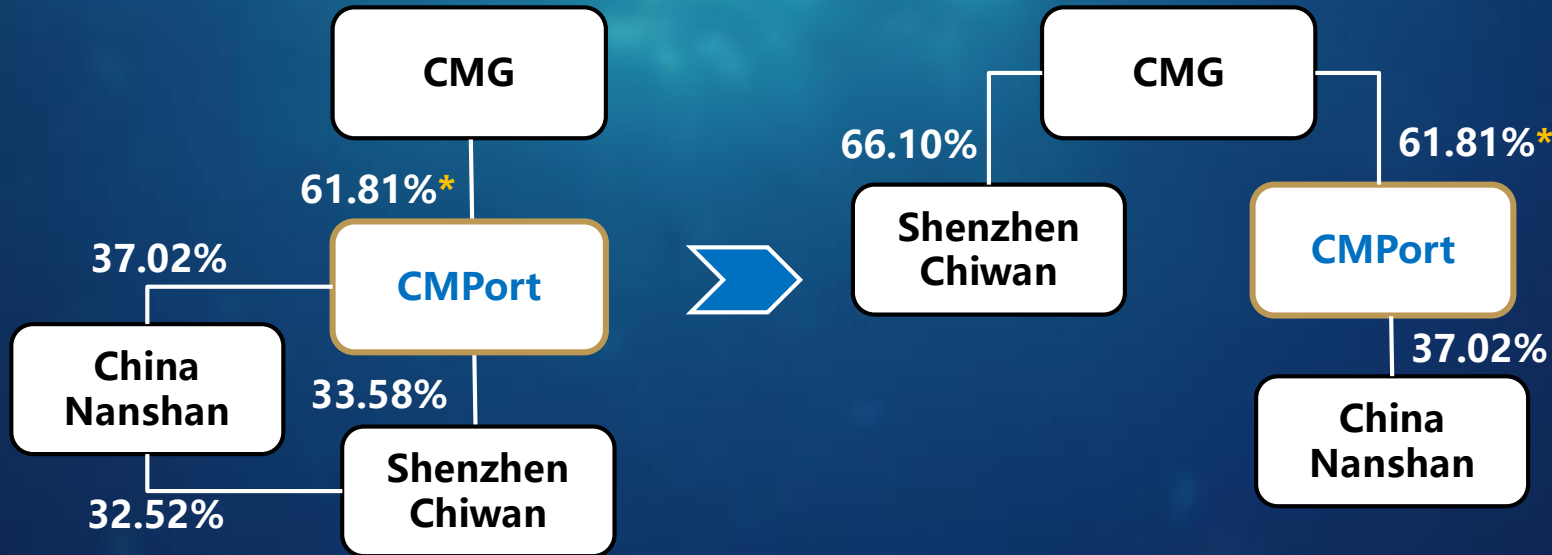 CMG
61.81%*
37.02%
CMPort
China
Nanshan
33.58%
Shenzhen
Chiwan
32.52%
CMG
66.10%
61.81%*
Shenzhen
Chiwan
CMPort
37.02%
China
Nanshan